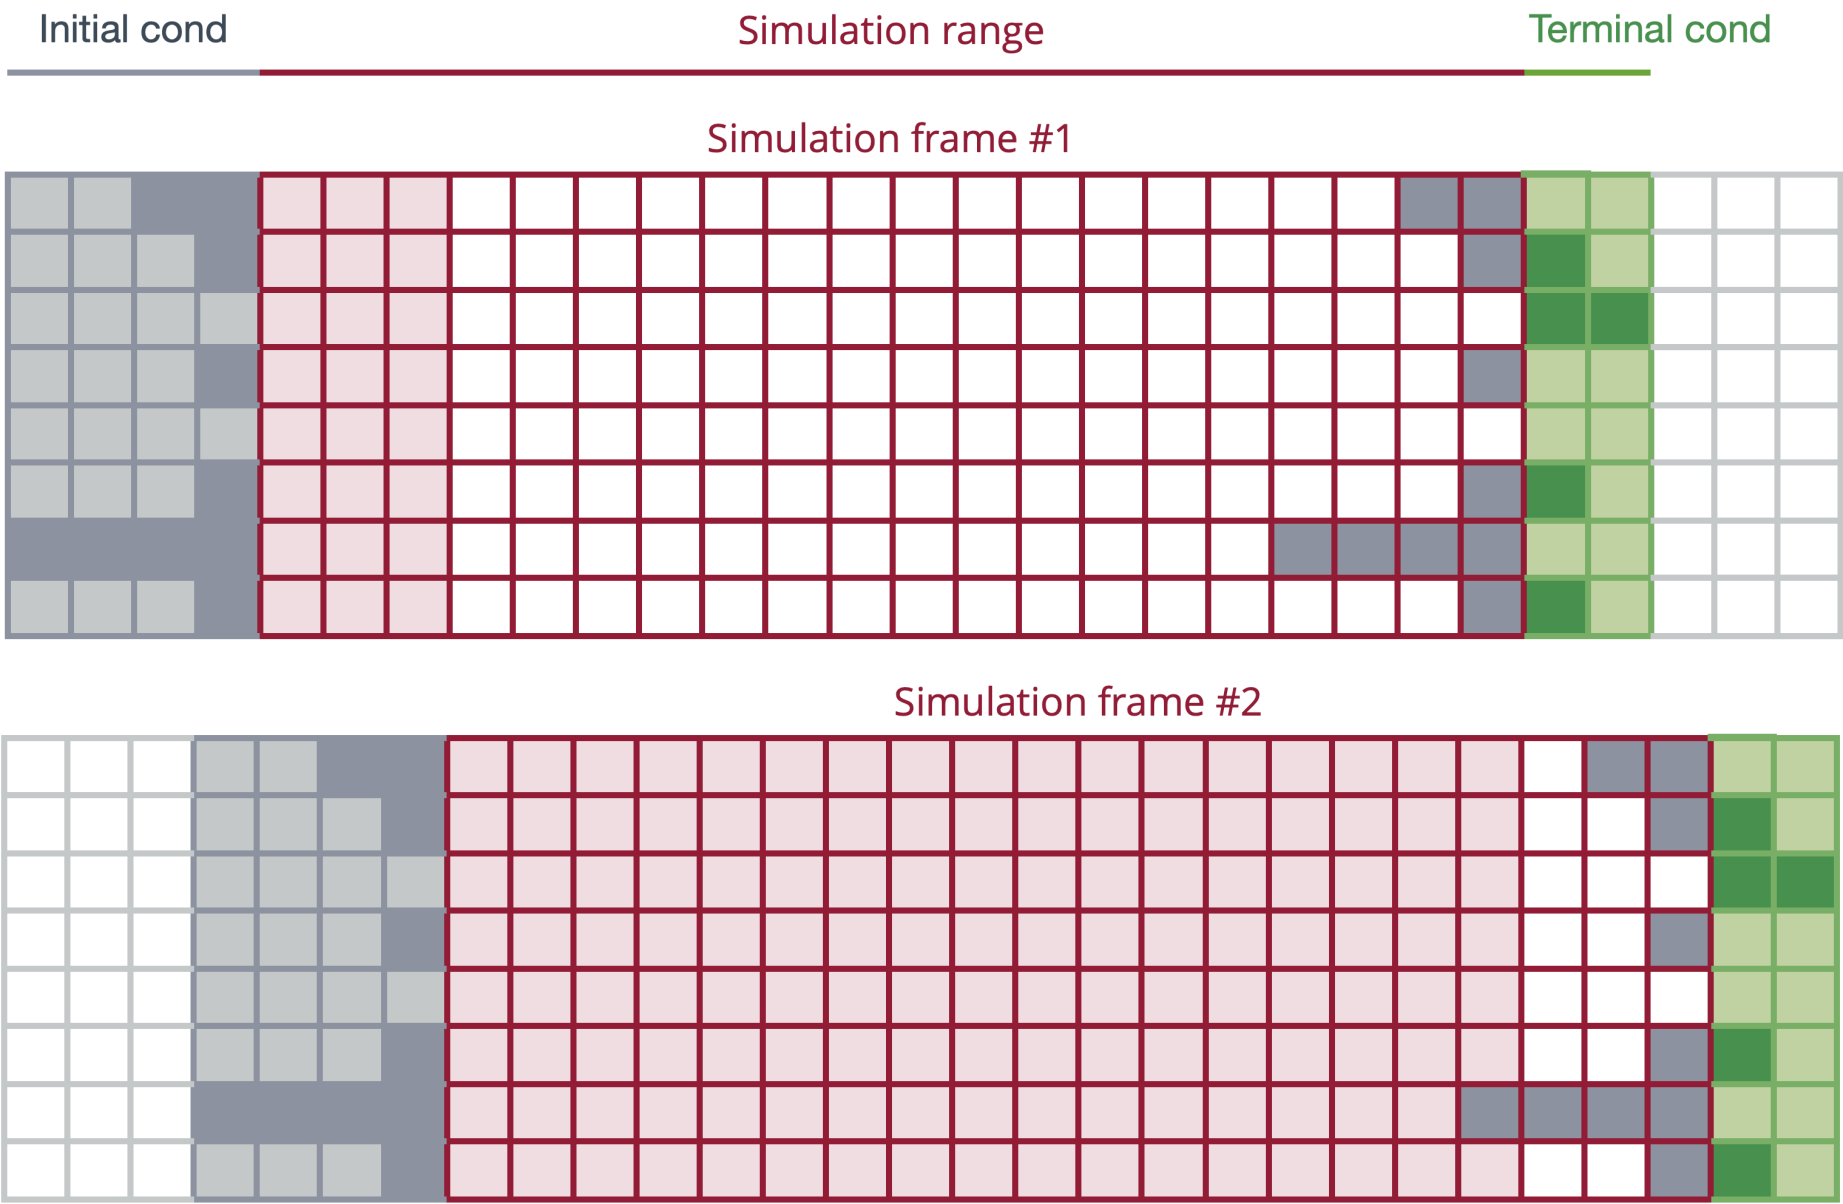 Initial cond
Simulation range
Terminal cond
Simulation frame #1
Simulation frame #2